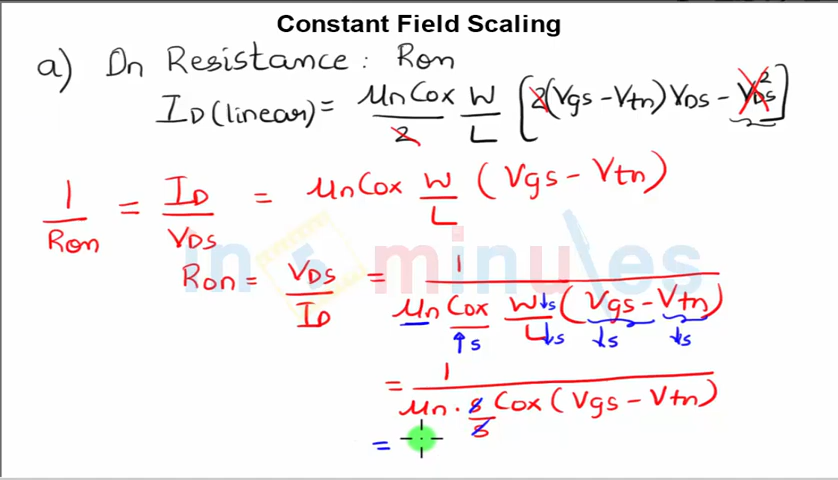 Constant Field Scaling
a) On Resistance: Ron
ID(linear) = μnCox/2 W/L [2(Vgs-Vtn)VDS - VDS²]
1/Ron = ID/VDS = μnCox W/L (Vgs - Vtn)
in 5 minutes
Ron = VDS/ID = 1/(μn Cox W↓s/L↓s (Vgs - Vtn))
↑s ↓s ↓s
= 1/(μn · s/s Cox (Vgs - Vtn))
=